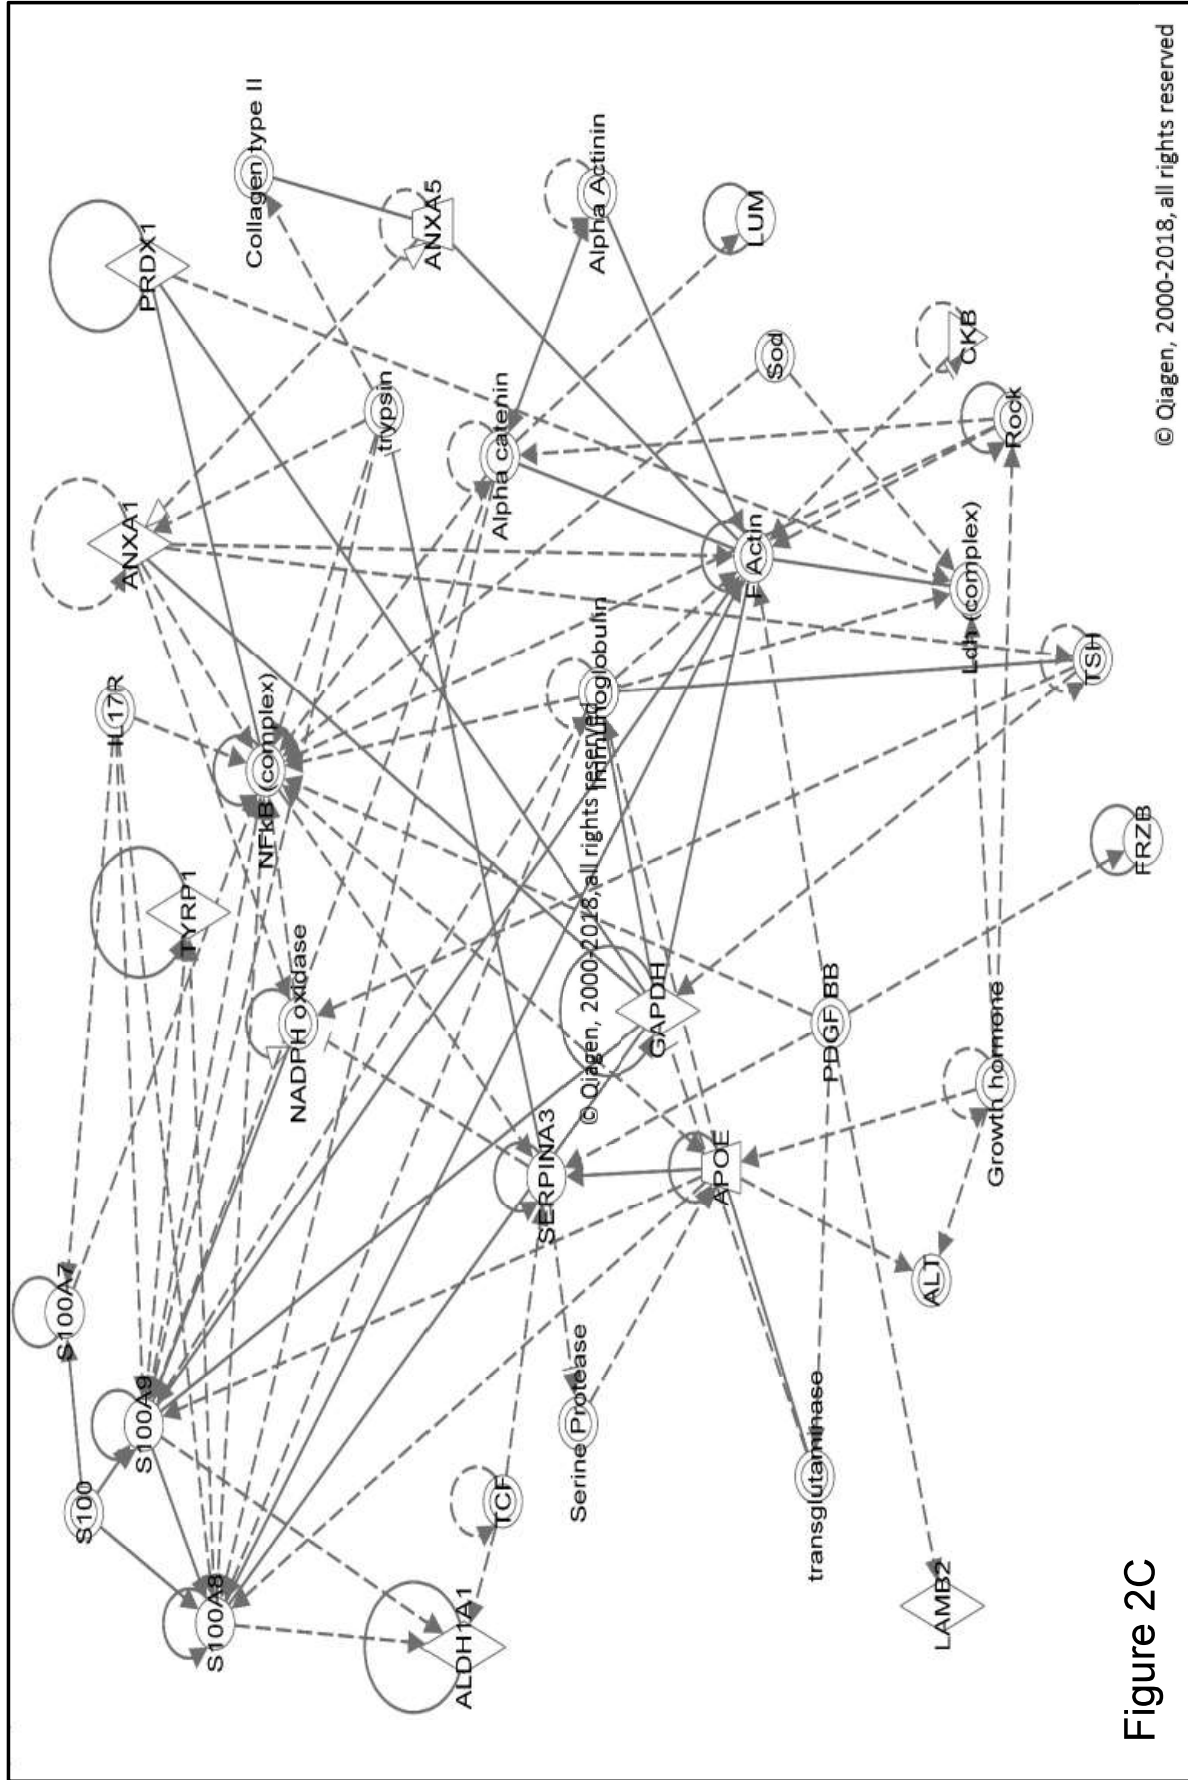 S100
S100A7
S100A9
S100A8
ALDH1A1
TCF
Serine Protease
transglutaminase
LAMB2
ALT
SERPINA3
APOE
Growth hormone
PDGF BB
GAPDH
NADPH oxidase
TYRP1
IL17R
NFkB (complex)
Immunoglobulin
© Qiagen, 2000-2018, all rights reserved
FRZB
TSH
Ldh (complex)
F Actin
ANXA1
Alpha catenin
trypsin
Rock
CKB
Sod
PRDX1
Collagen type II
ANXA5
Alpha Actinin
LUM
© Qiagen, 2000-2018, all rights reserved
Figure 2C